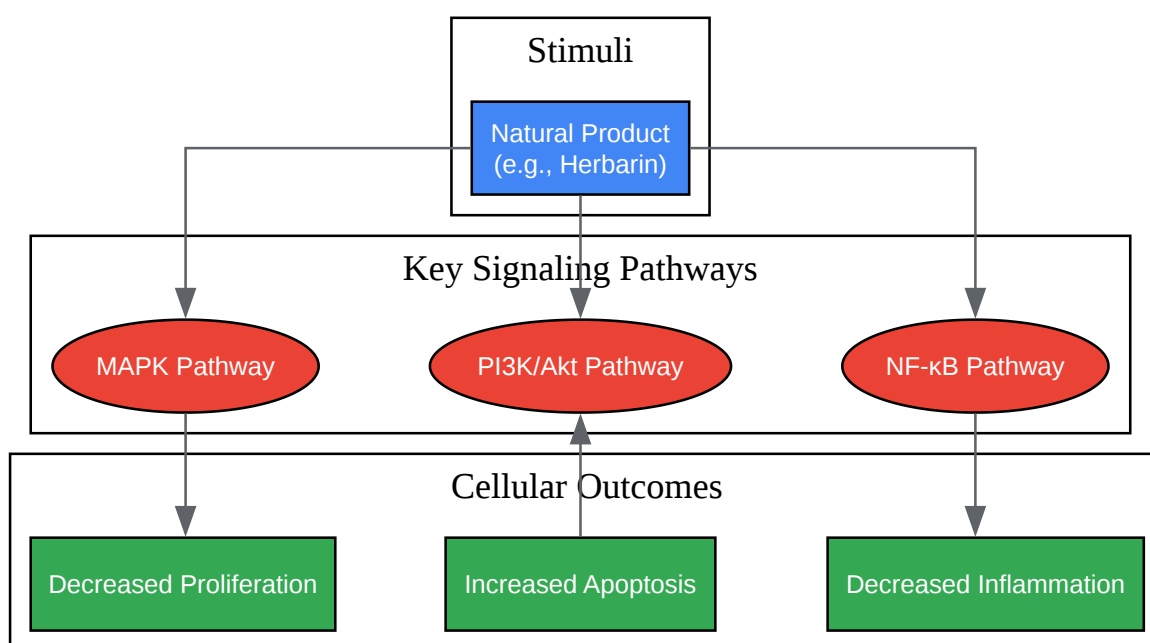 Stimuli
Natural Product
(e.g., Herbarin)
Key Signaling Pathways
MAPK Pathway
PI3K/Akt Pathway
NF-κB Pathway
Cellular Outcomes
Decreased Proliferation
Increased Apoptosis
Decreased Inflammation